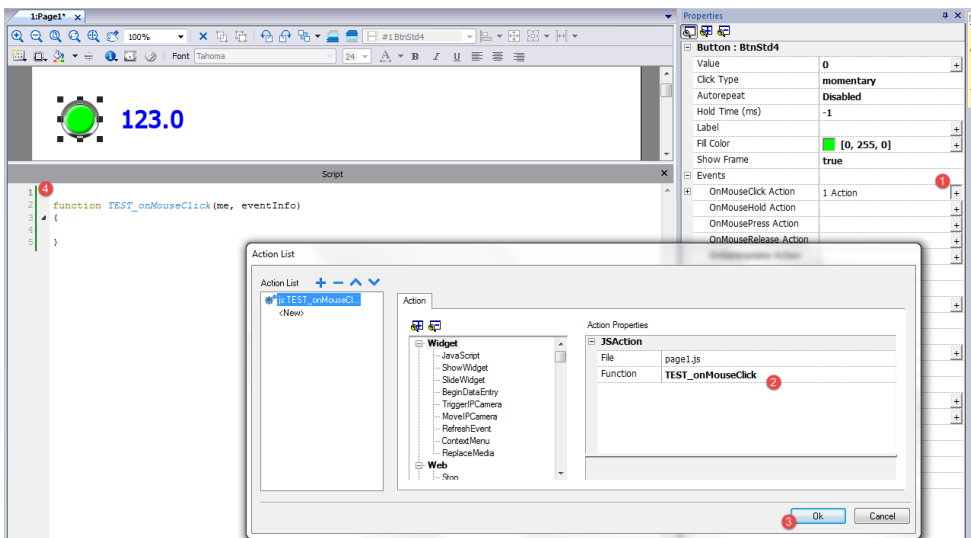 1:Page1* x
100%
#1 BtnStd4
Font Tahoma 24 A B I U
123.0
Script x
4
1
2 function TEST_onMouseClick(me, eventInfo)
3 {
4
5 }
Properties
Button : BtnStd4
Value 0 +
Click Type momentary
Autorepeat Disabled
Hold Time (ms) -1
Label +
Fill Color [0, 255, 0] +
Show Frame true
Events
1
OnMouseClick Action 1 Action +
OnMouseHold Action +
OnMousePress Action +
OnMouseRelease Action +
Action List
Action List
js:TEST_onMouseCl...
<New>
Action
Widget
JavaScript
ShowWidget
SlideWidget
BeginDataEntry
TriggerIPCamera
MoveIPCamera
RefreshEvent
ContextMenu
ReplaceMedia
Web
Stop
Action Properties
JSAction
File page1.js
Function TEST_onMouseClick
2
3
Ok Cancel